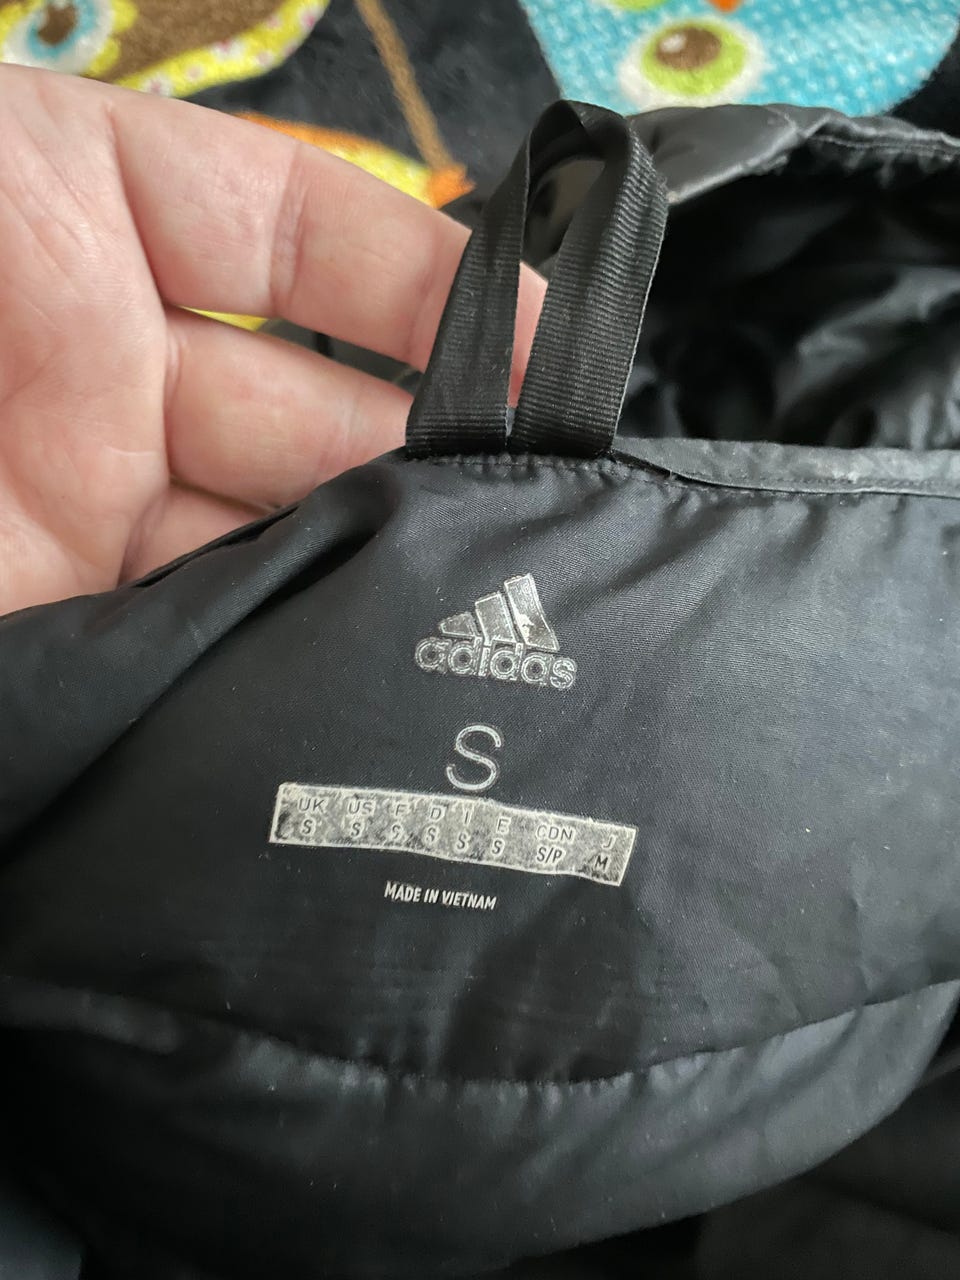 adidas
S
UK US F D I E CDN J
S S S S S S S/P M
MADE IN VIETNAM